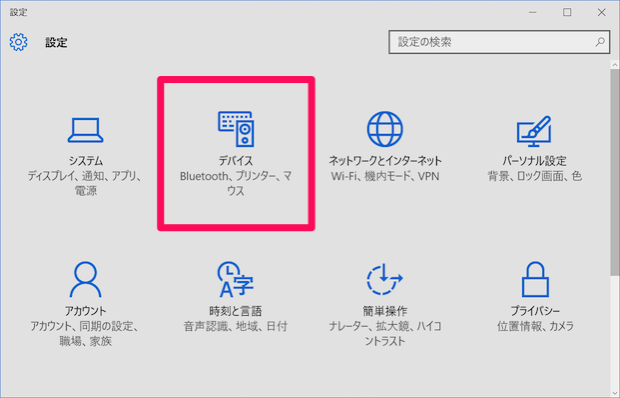 設定
設定
設定の検索
システム
ディスプレイ、通知、アプリ、
電源
デバイス
Bluetooth、プリンター、マ
ウス
ネットワークとインターネット
Wi-Fi、機内モード、VPN
パーソナル設定
背景、ロック画面、色
アカウント
アカウント、同期の設定、
職場、家族
A字
時刻と言語
音声認識、地域、日付
簡単操作
ナレーター、拡大鏡、ハイコ
ントラスト
プライバシー
位置情報、カメラ